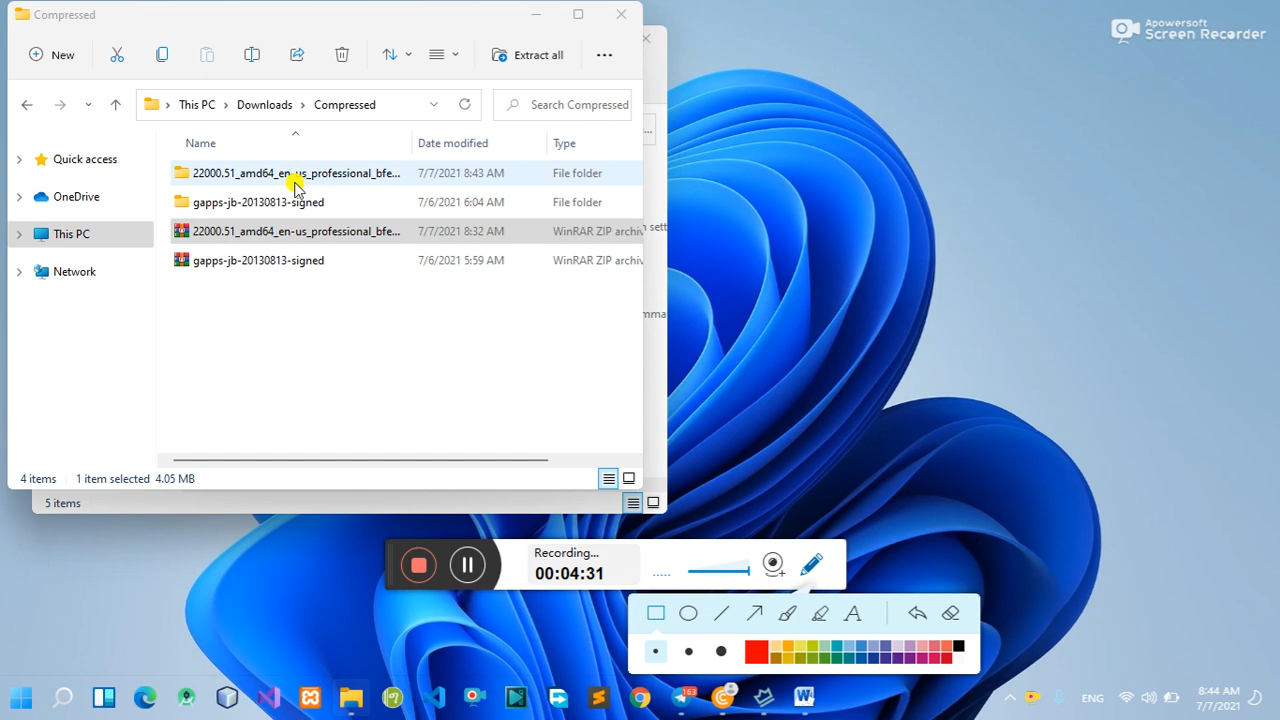 Compressed
Apowersoft
Screen Recorder
New
Extract all
This PC
Downloads
Compressed
Search Compressed
Name
Date modified
Type
Quick access
22000.51_amd64_en-us_professional_bfe...
7/7/2021 8:43 AM
File folder
OneDrive
gapps-jb-20130813-signed
7/6/2021 6:04 AM
File folder
This PC
22000.51_amd64_en-us_professional_bfe...
7/7/2021 8:32 AM
WinRAR ZIP archiv
Network
gapps-jb-20130813-signed
7/6/2021 5:59 AM
WinRAR ZIP archiv
4 items
1 item selected 4.05 MB
5 items
Recording...
00:04:31
A
163
ENG
8:44 AM
7/7/2021